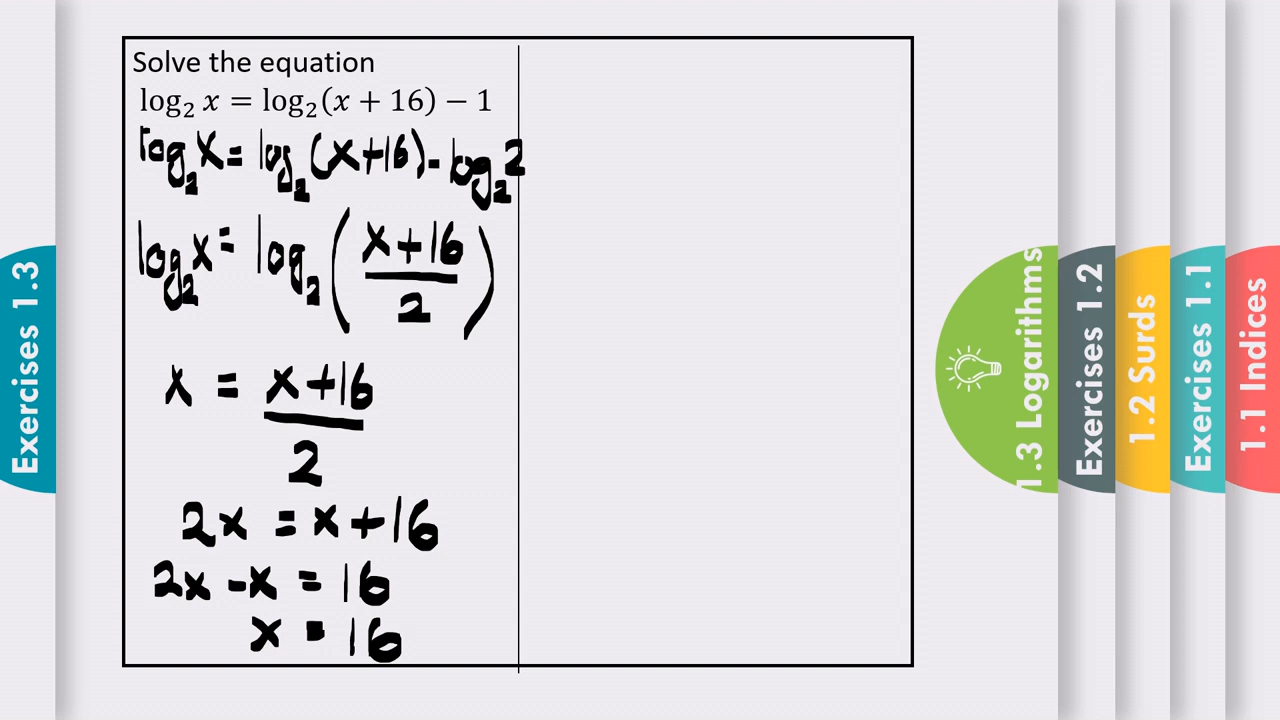 Exercises 1.3
Solve the equation
log₂ x = log₂(x + 16) − 1
log₂ x = log₂ (x+16) - log₂ 2
log₂ x = log₂ ( x+16 / 2 )
x = x+16 / 2
2x = x+16
2x - x = 16
x = 16
1.3 Logarithms
Exercises 1.2
1.2 Surds
Exercises 1.1
1.1 Indices